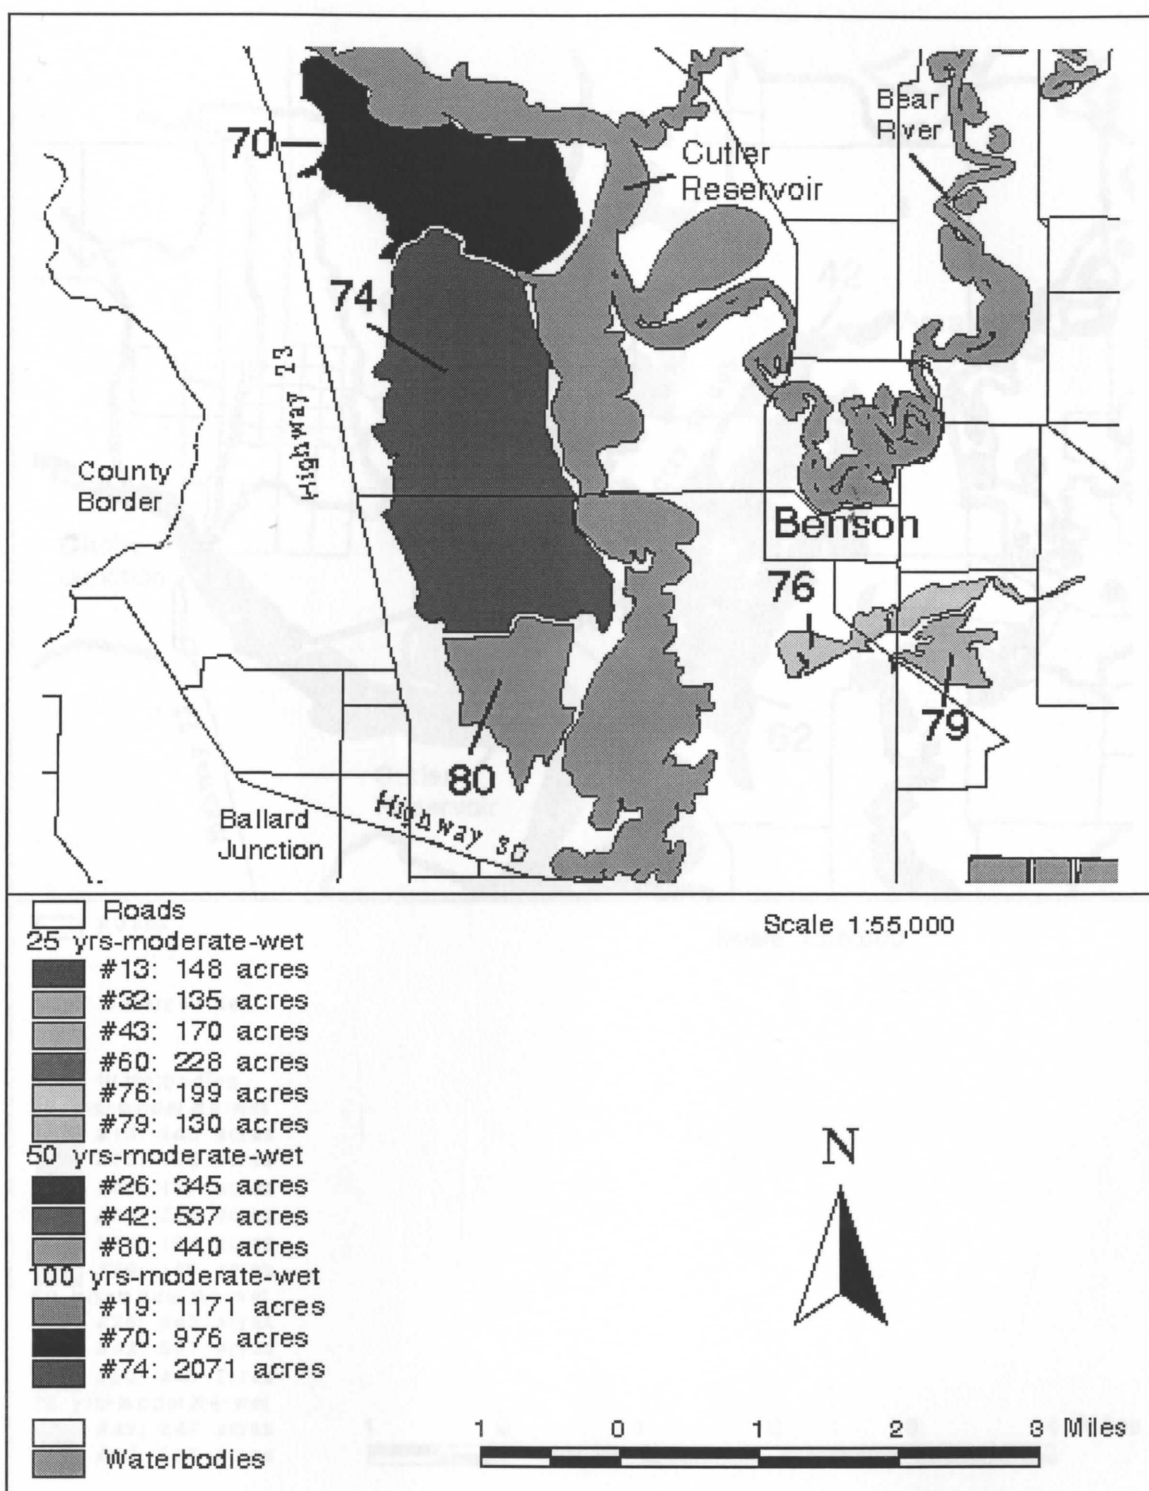 70
Bear
River
Cutler
Reservoir
74
Highway 23
County
Border
Benson
76
79
80
Ballard
Junction
Highway 30
Roads
Scale 1:55,000
25 yrs-moderate-wet
#13: 148 acres
#32: 135 acres
#43: 170 acres
#60: 228 acres
#76: 199 acres
#79: 130 acres
50 yrs-moderate-wet
#26: 345 acres
#42: 537 acres
#80: 440 acres
100 yrs-moderate-wet
#19: 1171 acres
#70: 976 acres
#74: 2071 acres
Waterbodies
N
1 0 1 2 3 Miles